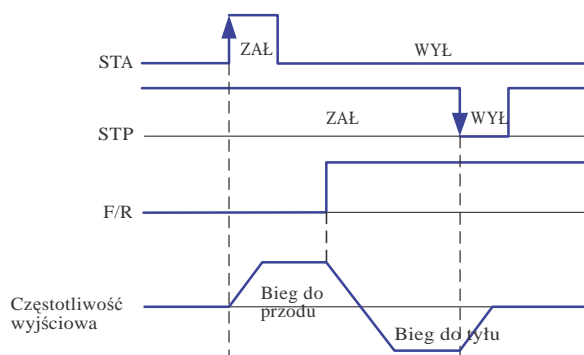 STA
ZAŁ
WYŁ
STP
ZAŁ
WYŁ
F/R
Częstotliwość
wyjściowa
Bieg do
przodu
Bieg do tyłu